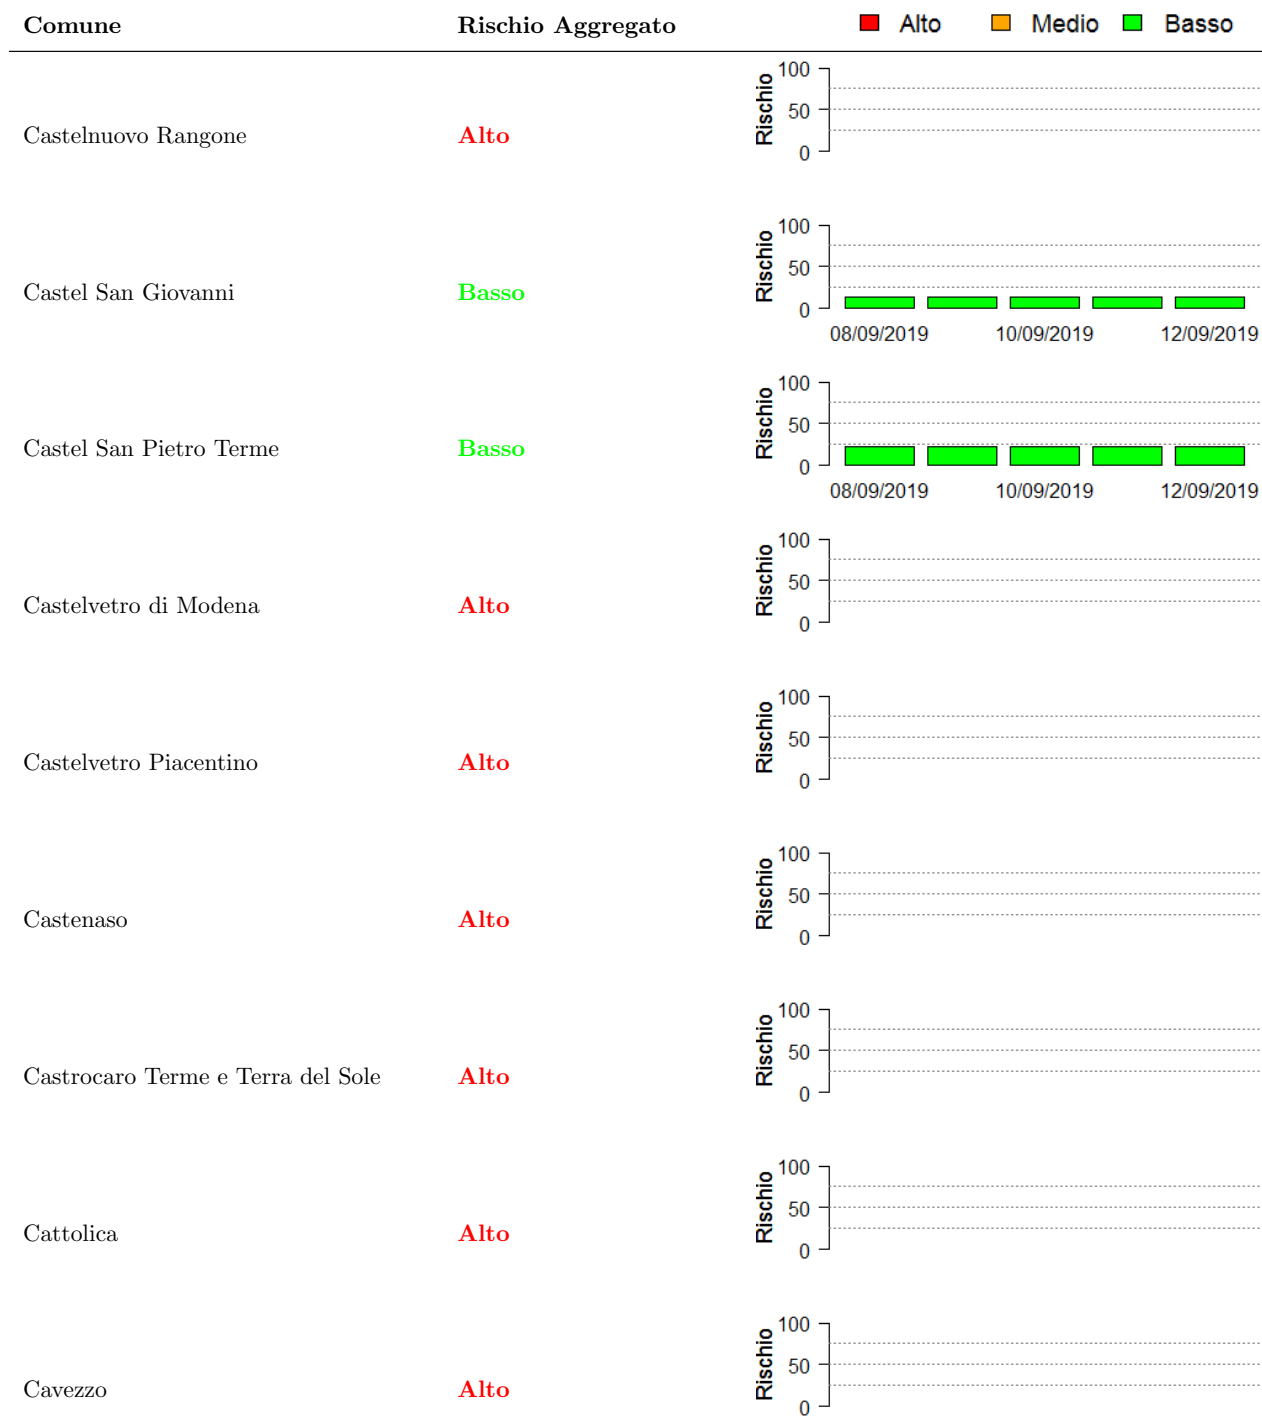 Comune Rischio Aggregato Alto Medio Basso
Castelnuovo Rangone Alto
Rischio
100
50
0
Castel San Giovanni Basso
Rischio
100
50
0
08/09/2019 10/09/2019 12/09/2019
Castel San Pietro Terme Basso
Rischio
100
50
0
08/09/2019 10/09/2019 12/09/2019
Castelvetro di Modena Alto
Rischio
100
50
0
Castelvetro Piacentino Alto
Rischio
100
50
0
Castenaso Alto
Rischio
100
50
0
Castrocaro Terme e Terra del Sole Alto
Rischio
100
50
0
Cattolica Alto
Rischio
100
50
0
Cavezzo Alto
Rischio
100
50
0